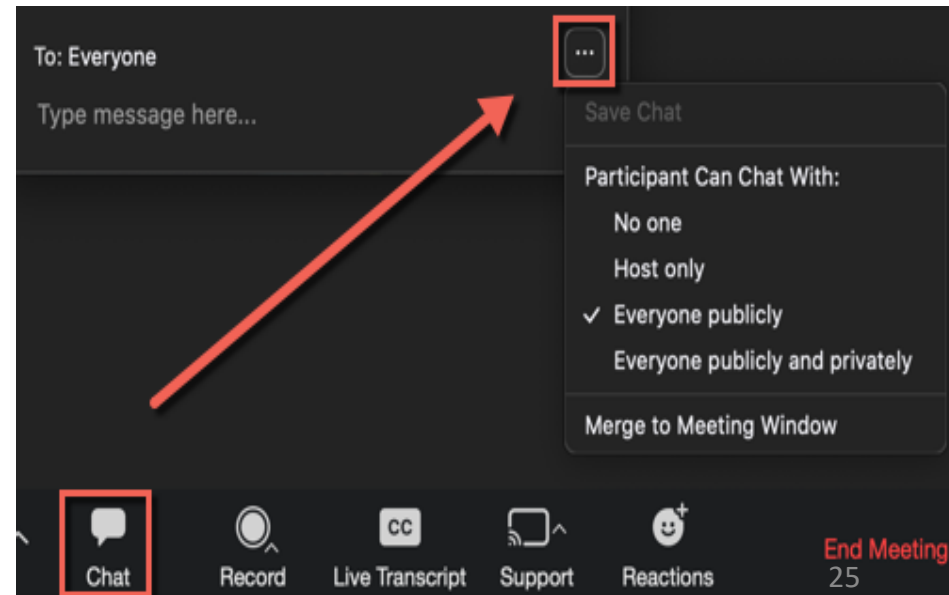 To: Everyone
...
Type message here...
Save Chat
Participant Can Chat With:
No one
Host only
✓ Everyone publicly
Everyone publicly and privately
Merge to Meeting Window
CC
Chat
Record
Live Transcript
Support
Reactions
End Meeting
25